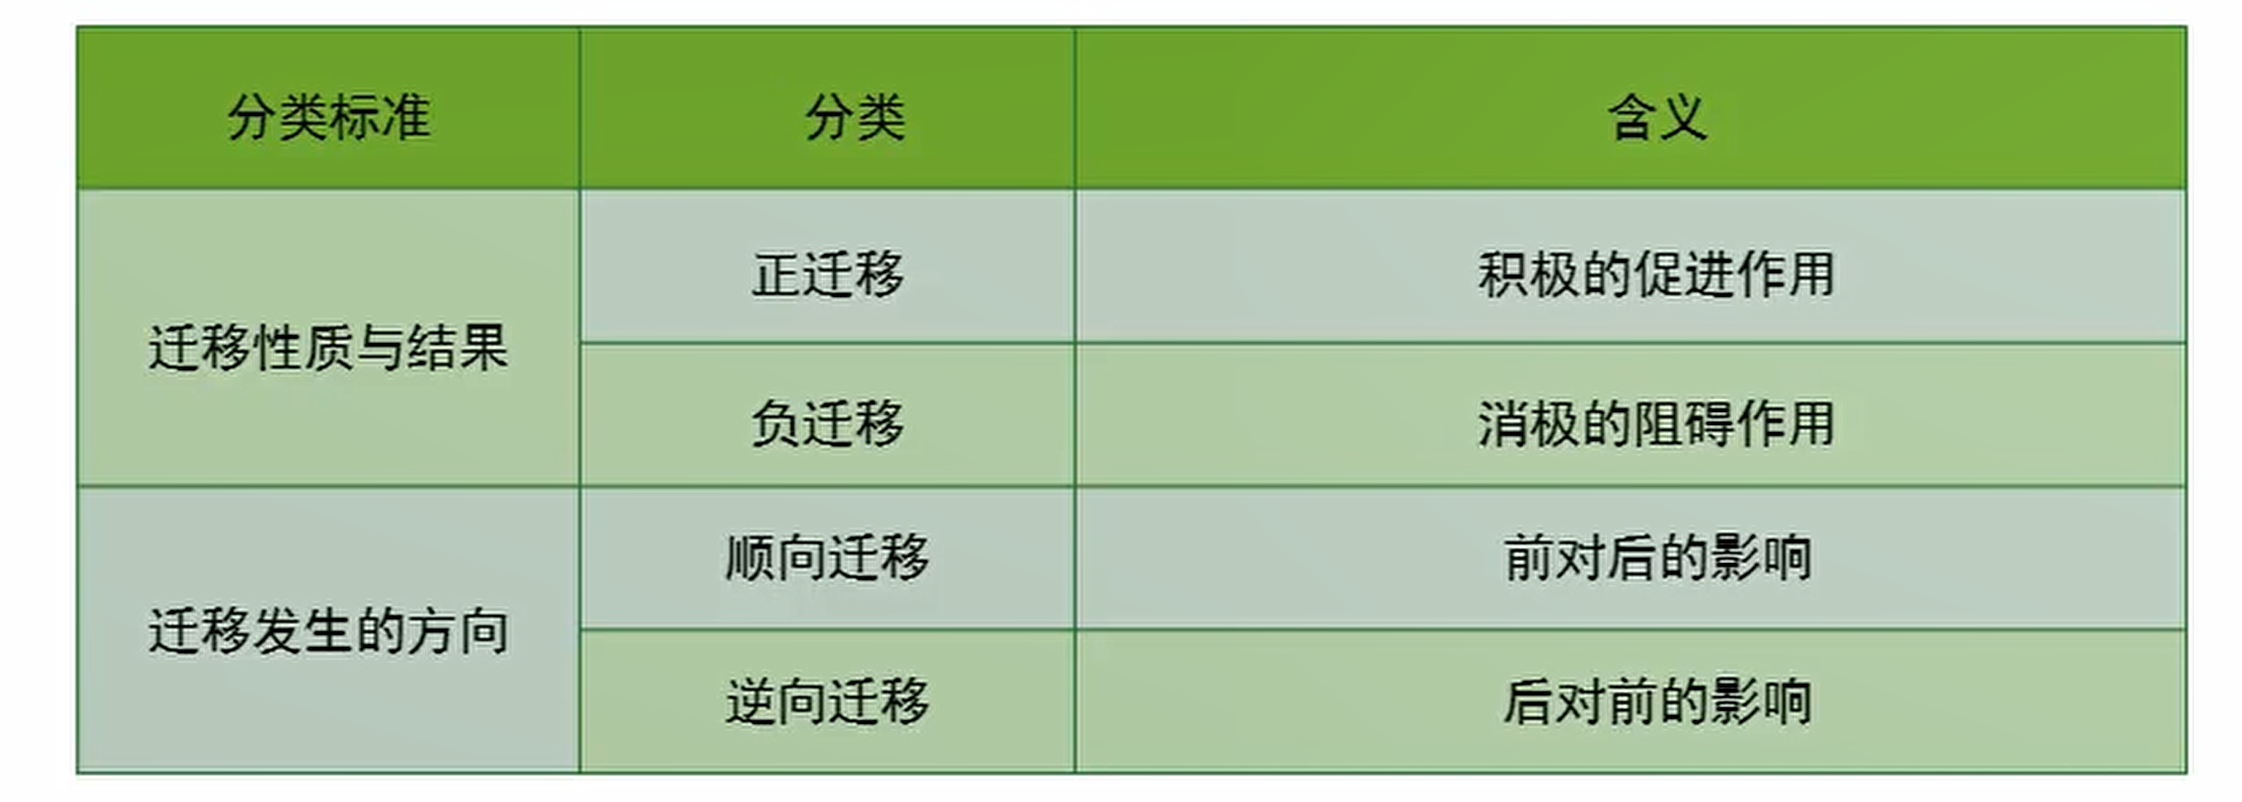 分类标准 分类 含义
正迁移 积极的促进作用
迁移性质与结果
负迁移 消极的阻碍作用
顺向迁移 前对后的影响
迁移发生的方向
逆向迁移 后对前的影响